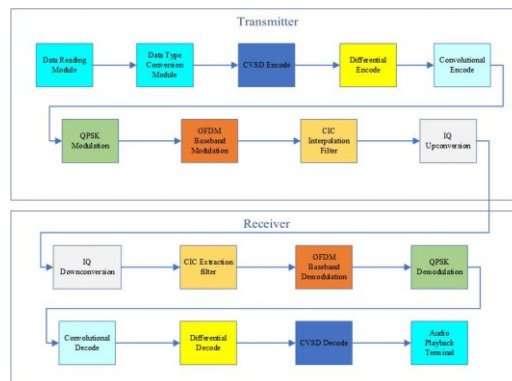 Transmitter
Data Reading
Module
Data Type
Conversion
Module
CVSD Encode
Differential
Encode
Convolutional
Encode
QPSK
Modulation
OFDM
Baseband
Modulation
CIC
Interpolation
Filter
IQ
Upconversion
Receiver
IQ
Downconversion
CIC Extraction
filter
OFDM
Baseband
Demodulation
QPSK
Demodulation
Convolutional
Decode
Differential
Decode
CVSD Decode
Audio
Playback
Terminal